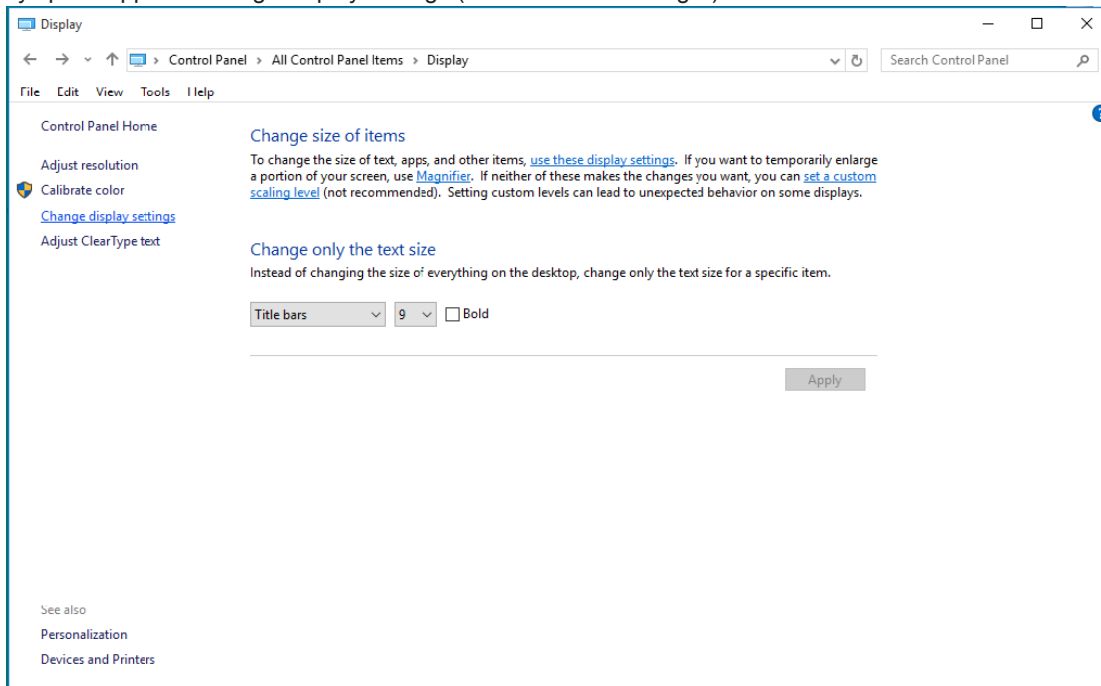 Display
Control Panel > All Control Panel Items > Display
Search Control Panel
File Edit View Tools Help
Control Panel Home
Adjust resolution
Calibrate color
Change display settings
Adjust ClearType text
Change size of items
To change the size of text, apps, and other items, use these display settings. If you want to temporarily enlarge
a portion of your screen, use Magnifier. If neither of these makes the changes you want, you can set a custom
scaling level (not recommended). Setting custom levels can lead to unexpected behavior on some displays.
Change only the text size
Instead of changing the size of everything on the desktop, change only the text size for a specific item.
Title bars 9 Bold
Apply
See also
Personalization
Devices and Printers